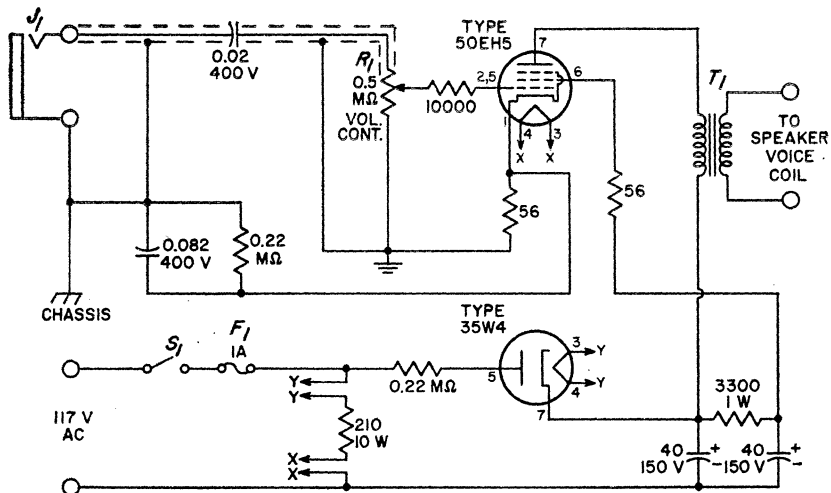 J1
0.02
400 V
R1
0.5
MΩ
VOL.
CONT.
10000
TYPE
50EH5
7
2,5
6
1
4
3
X
X
T1
TO
SPEAKER
VOICE
COIL
56
56
0.082
400 V
0.22
MΩ
CHASSIS
TYPE
35W4
S1
F1
1A
5
3
Y
4
Y
7
0.22 MΩ
117 V
AC
Y
Y
210
10 W
X
X
3300
1 W
40
150 V
+
-
40
150 V
+
-